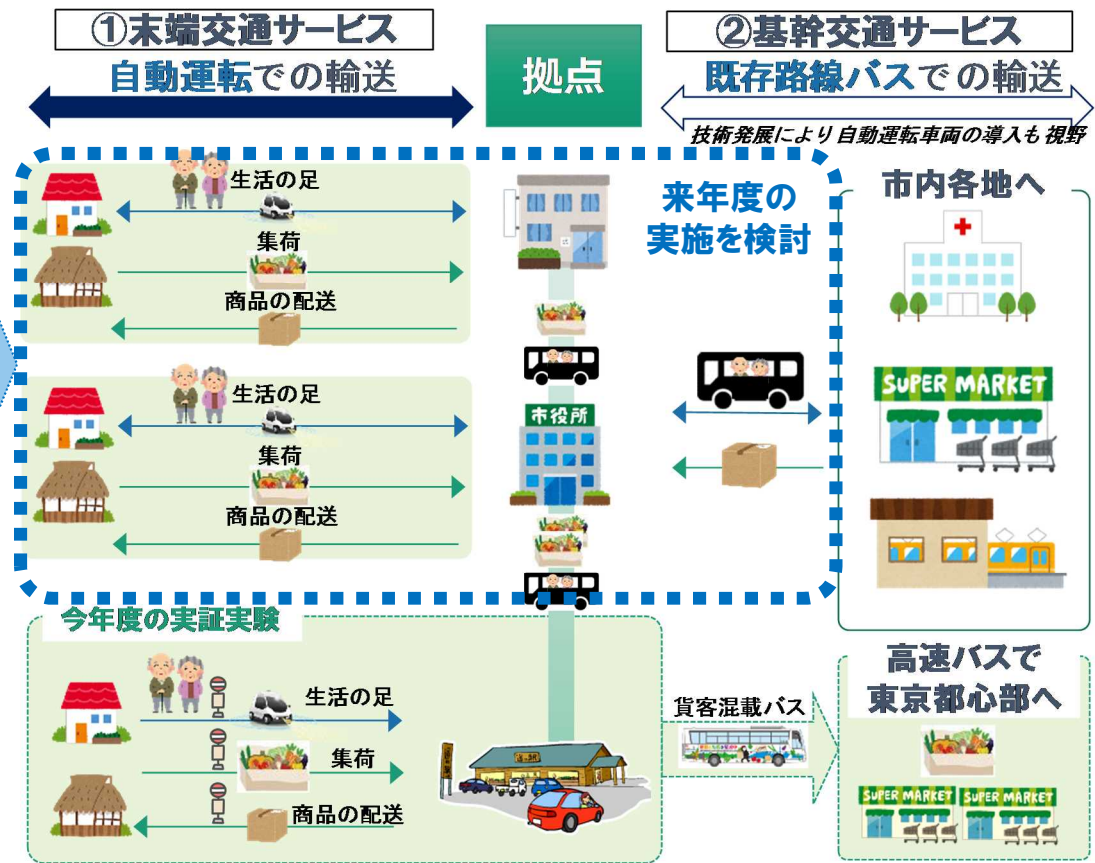 ①末端交通サービス
自動運転での輸送
拠点
②基幹交通サービス
既存路線バスでの輸送
技術発展により自動運転車両の導入も視野
生活の足
集荷
商品の配送
来年度の
実施を検討
市内各地へ
SUPER MARKET
生活の足
集荷
商品の配送
市役所
今年度の実証実験
生活の足
集荷
商品の配送
貨客混載バス
高速バスで
東京都心部へ
SUPER MARKET
SUPER MARKET